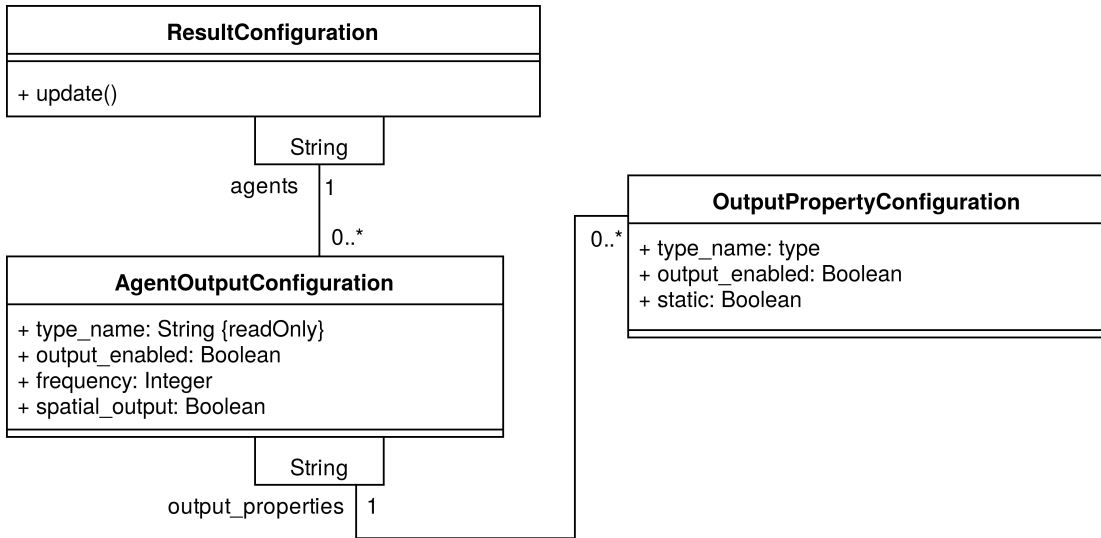 ResultConfiguration
+ update()
String
agents 1
0..*
AgentOutputConfiguration
+ type_name: String {readOnly}
+ output_enabled: Boolean
+ frequency: Integer
+ spatial_output: Boolean
String
output_properties 1
OutputPropertyConfiguration
0..*
+ type_name: type
+ output_enabled: Boolean
+ static: Boolean